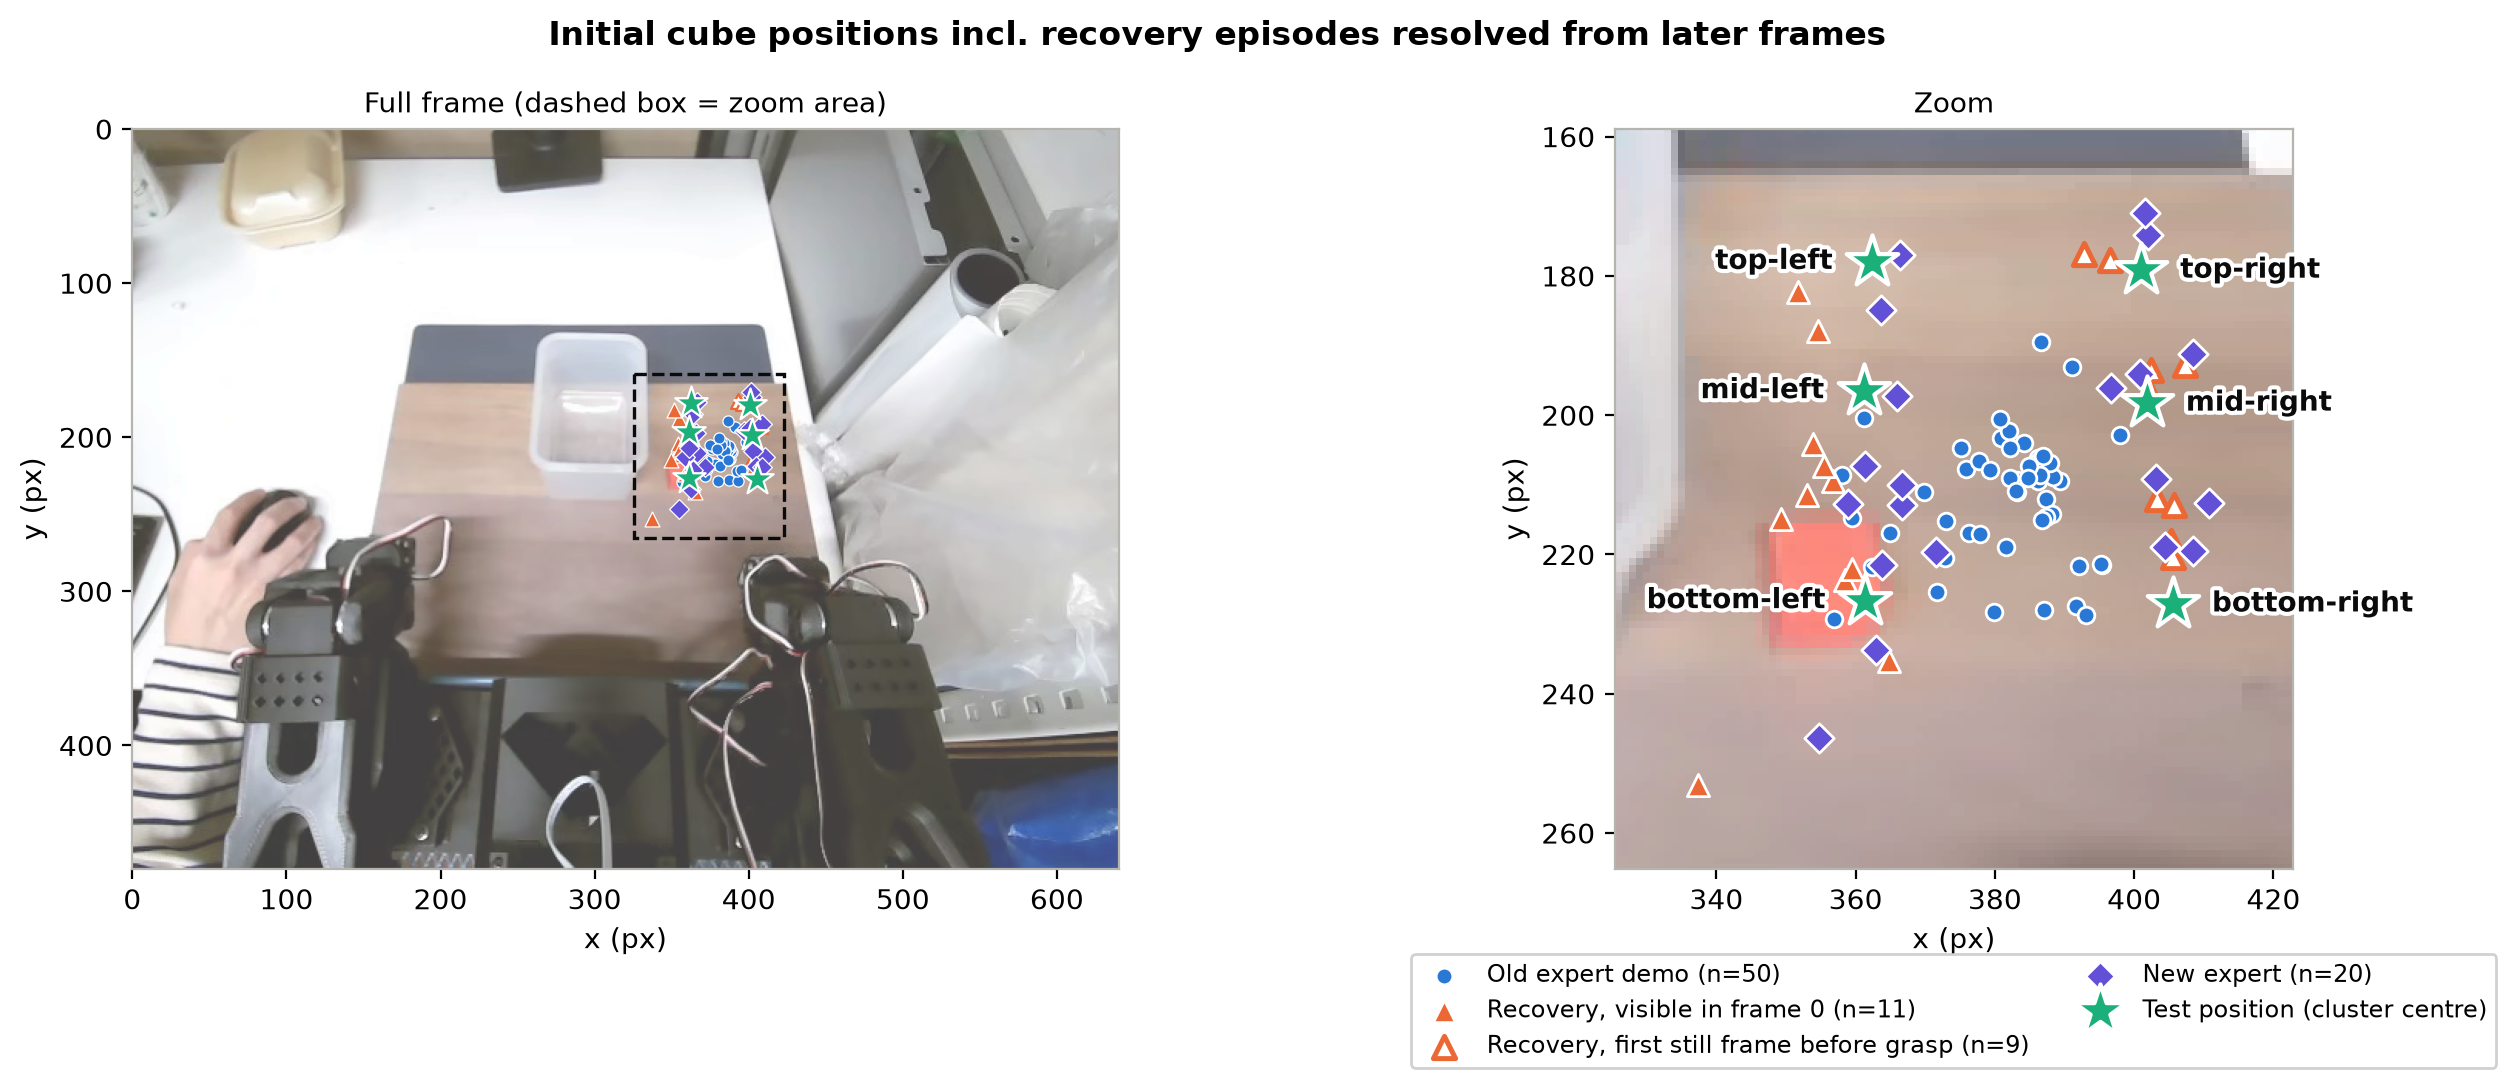 Initial cube positions incl. recovery episodes resolved from later frames
Full frame (dashed box = zoom area)
0
100
200
300
400
y (px)
0 100 200 300 400 500 600
x (px)
Zoom
160
180
200
220
240
260
y (px)
top-left
top-right
mid-left
mid-right
bottom-left
bottom-right
340 360 380 400 420
x (px)
Old expert demo (n=50)
Recovery, visible in frame 0 (n=11)
Recovery, first still frame before grasp (n=9)
New expert (n=20)
Test position (cluster centre)